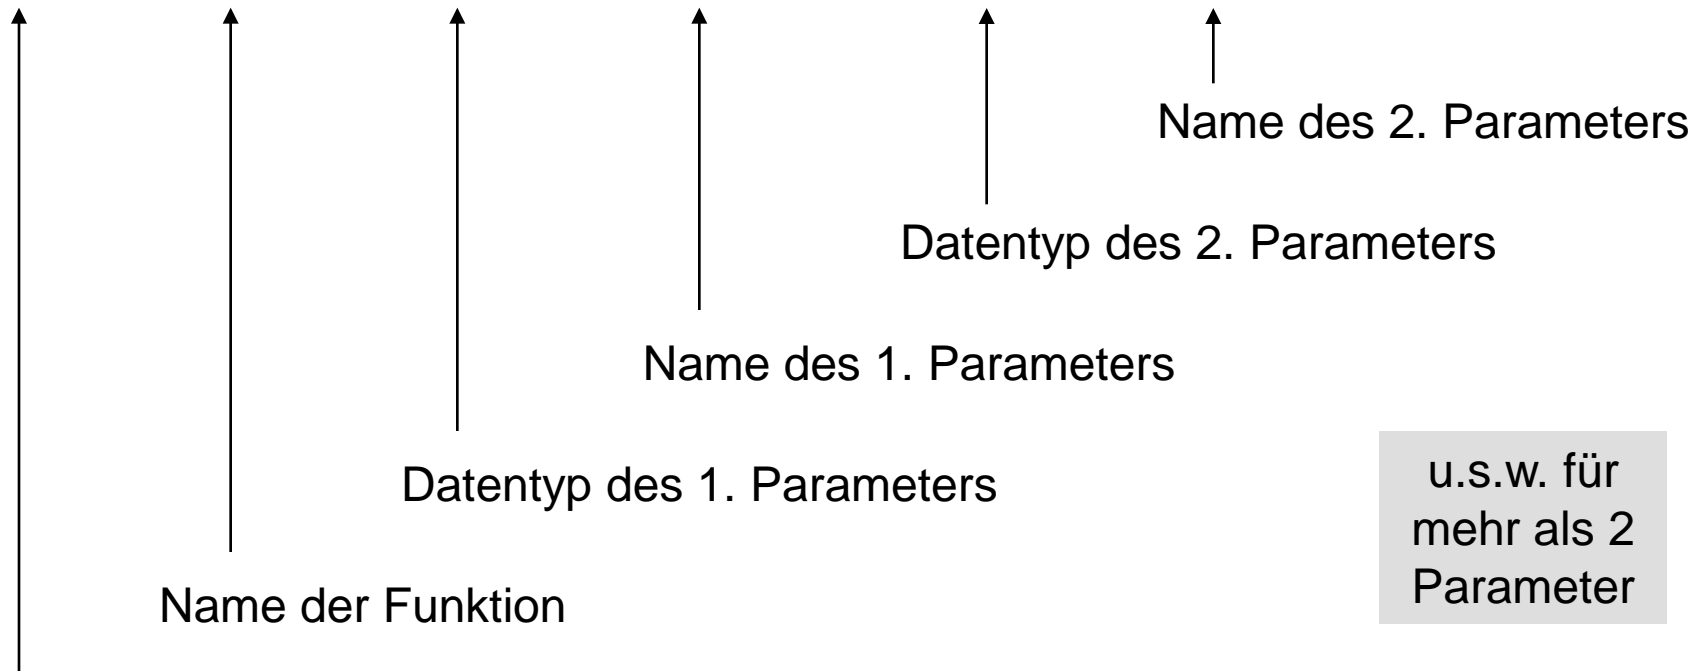 Name des 2. Parameters
Datentyp des 2. Parameters
Name des 1. Parameters
Datentyp des 1. Parameters
u.s.w. für
mehr als 2
Parameter
Name der Funktion